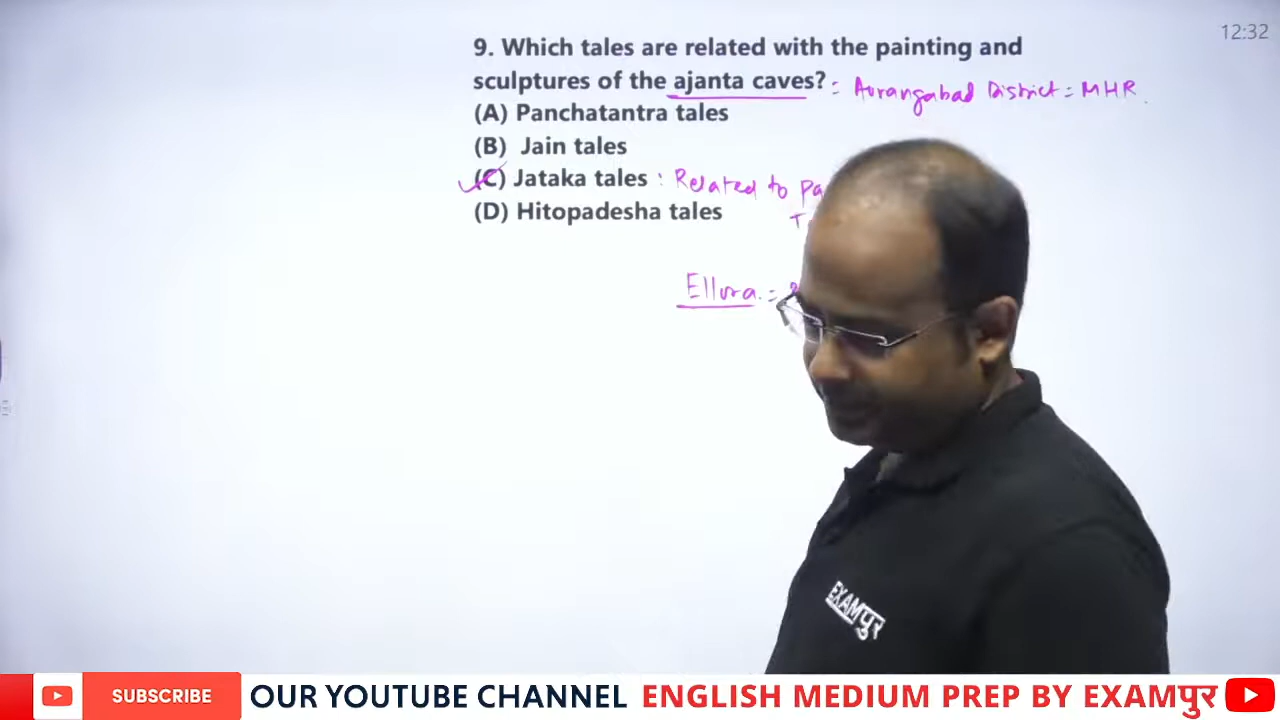 12:32
9. Which tales are related with the painting and
sculptures of the ajanta caves? : Aurangabad District = MHR
(A) Panchatantra tales
(B) Jain tales
(C) Jataka tales : Related to
(D) Hitopadesha tales
Ellora =
EXAMपुर
SUBSCRIBE OUR YOUTUBE CHANNEL ENGLISH MEDIUM PREP BY EXAMपुर